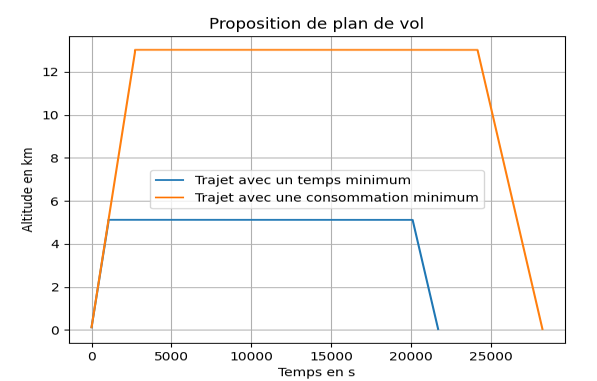 Proposition de plan de vol
Altitude en km
12
10
8
6
4
2
0
Trajet avec un temps minimum
Trajet avec une consommation minimum
0 5000 10000 15000 20000 25000
Temps en s